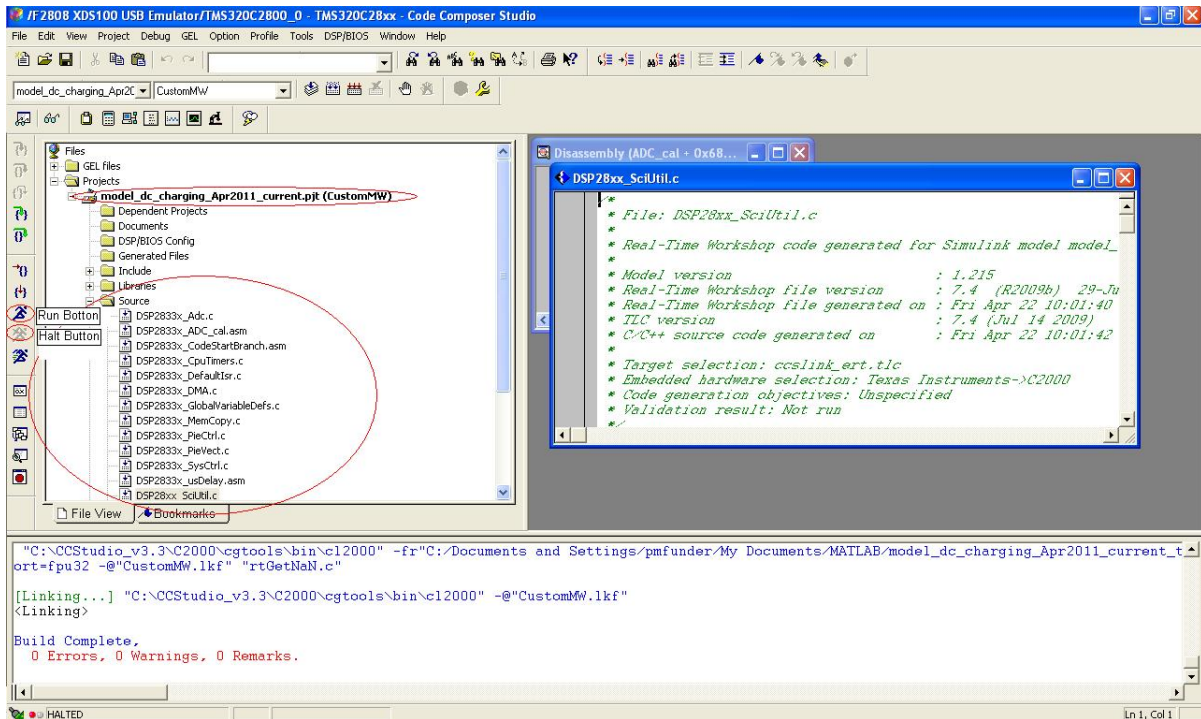 /F2808 XDS100 USB Emulator/TMS320C2800_0 - TMS320C28xx - Code Composer Studio
File Edit View Project Debug GEL Option Profile Tools DSP/BIOS Window Help
model_dc_charging_Apr2( CustomMW
Files
GEL files
Projects
model_dc_charging_Apr2011_current.pjt (CustomMW)
Dependent Projects
Documents
DSP/BIOS Config
Generated Files
Include
Libraries
Source
DSP2833x_Adc.c
DSP2833x_ADC_cal.asm
DSP2833x_CodeStartBranch.asm
DSP2833x_CpuTimers.c
DSP2833x_DefaultIsr.c
DSP2833x_DMA.c
DSP2833x_GlobalVariableDefs.c
DSP2833x_MemCopy.c
DSP2833x_PieCtrl.c
DSP2833x_PieVect.c
DSP2833x_SysCtrl.c
DSP2833x_usDelay.asm
DSP28xx_SciUtil.c
Run Botton
Halt Button
File View Bookmarks
Disassembly (ADC_cal + 0x68...
DSP28xx_SciUtil.c
/*
* File: DSP28xx_SciUtil.c
*
* Real-Time Workshop code generated for Simulink model model_
*
* Model version : 1.215
* Real-Time Workshop file version : 7.4 (R2009b) 29-Ju
* Real-Time Workshop file generated on : Fri Apr 22 10:01:40
* TLC version : 7.4 (Jul 14 2009)
* C/C++ source code generated on : Fri Apr 22 10:01:42
*
* Target selection: ccslink_ert.tlc
* Embedded hardware selection: Texas Instruments->C2000
* Code generation objectives: Unspecified
* Validation result: Not run
*/
"C:\CCStudio_v3.3\C2000\cgtools\bin\cl2000" -fr"C:/Documents and Settings/pmfunder/My Documents/MATLAB/model_dc_charging_Apr2011_current_t
ort=fpu32 -@"CustomMW.lkf" "rtGetNaN.c"
[Linking...] "C:\CCStudio_v3.3\C2000\cgtools\bin\cl2000" -@"CustomMW.lkf"
<Linking>
Build Complete,
0 Errors, 0 Warnings, 0 Remarks.
HALTED
Ln 1, Col 1